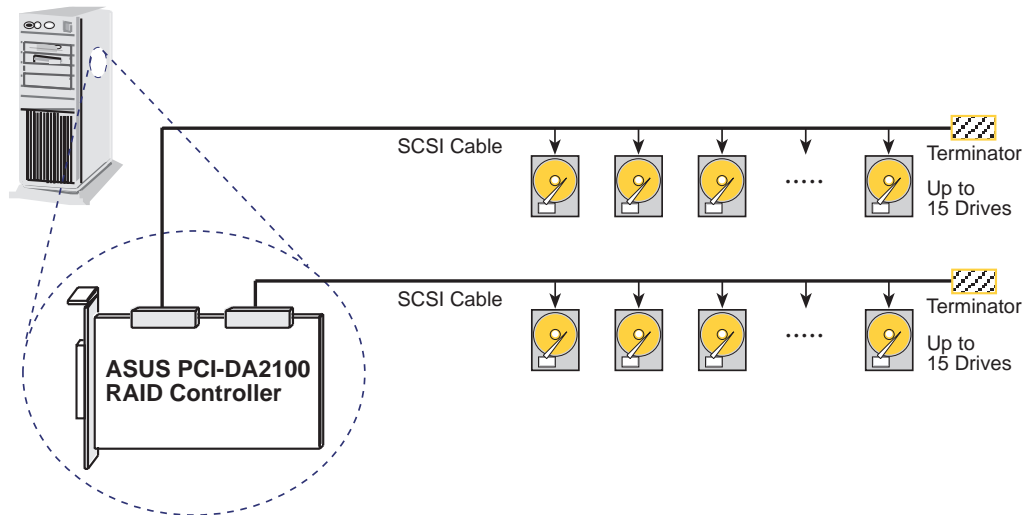 SCSI Cable
Terminator
.....
Up to
15 Drives
SCSI Cable
Terminator
.....
Up to
15 Drives
ASUS PCI-DA2100
RAID Controller